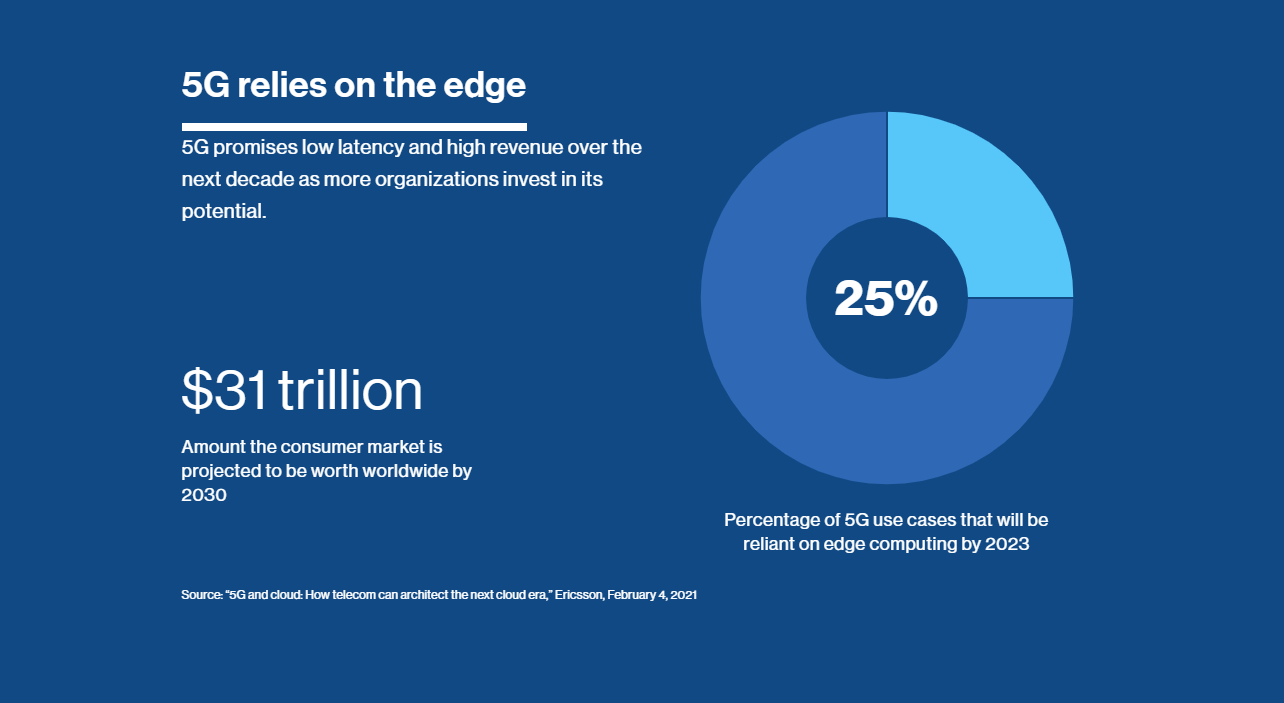 5G relies on the edge
5G promises low latency and high revenue over the
next decade as more organizations invest in its
potential.
$31 trillion
Amount the consumer market is
projected to be worth worldwide by
2030
25%
Percentage of 5G use cases that will be
reliant on edge computing by 2023
Source: “5G and cloud: How telecom can architect the next cloud era,” Ericsson, February 4, 2021